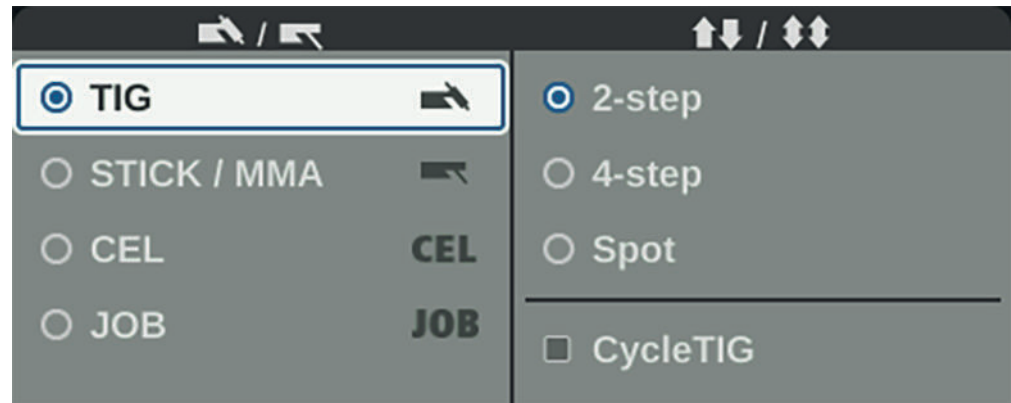 /
/
TIG
STICK / MMA
CEL CEL
JOB JOB
2-step
4-step
Spot
CycleTIG